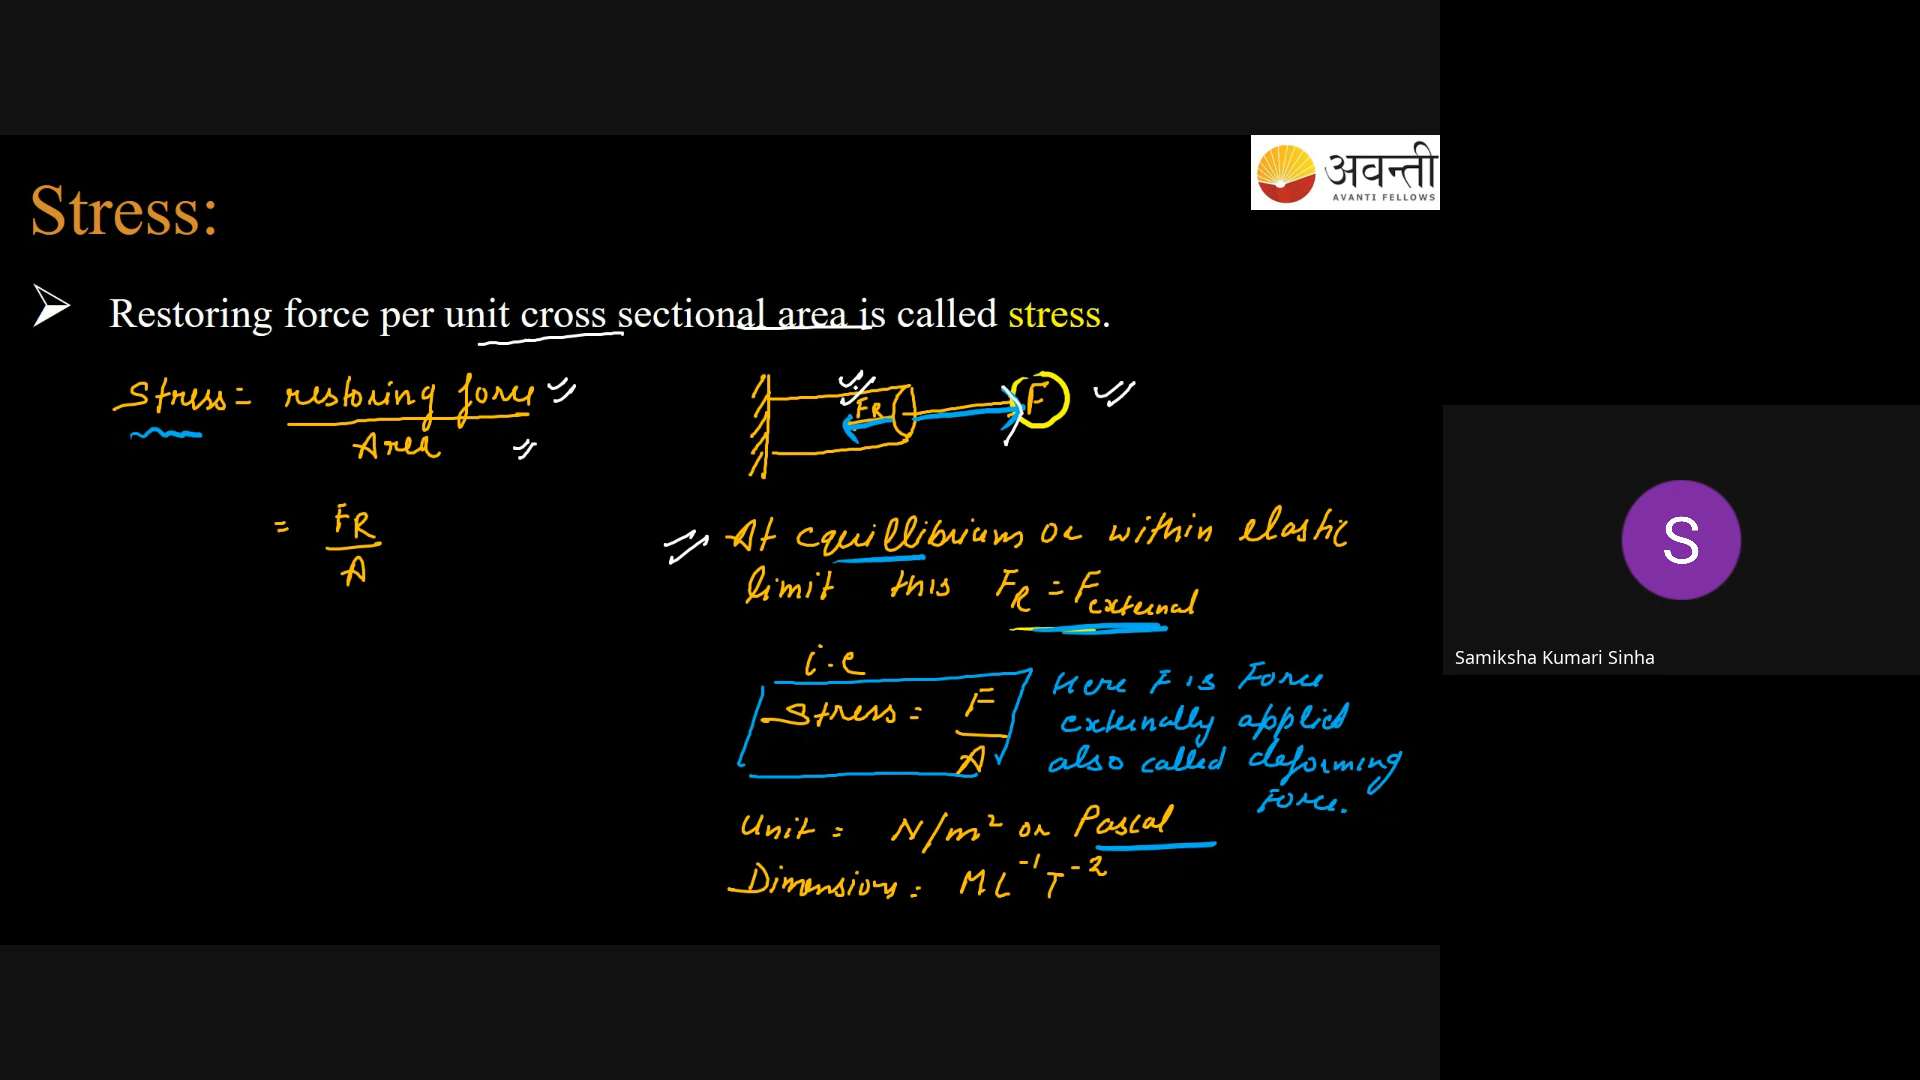 अवन्ती
AVANTI FELLOWS
Stress:
Restoring force per unit cross sectional area is called stress.
Stress = restoring force
Area
= FR
A
FR
F
At equillibrium or within elastic
limit this FR = Fexternal
i.e
Stress = F
A
Here F is Force
externally applied
also called deforming
Force.
Unit = N/m² or Pascal
Dimensions = ML⁻¹T⁻²
S
Samiksha Kumari Sinha